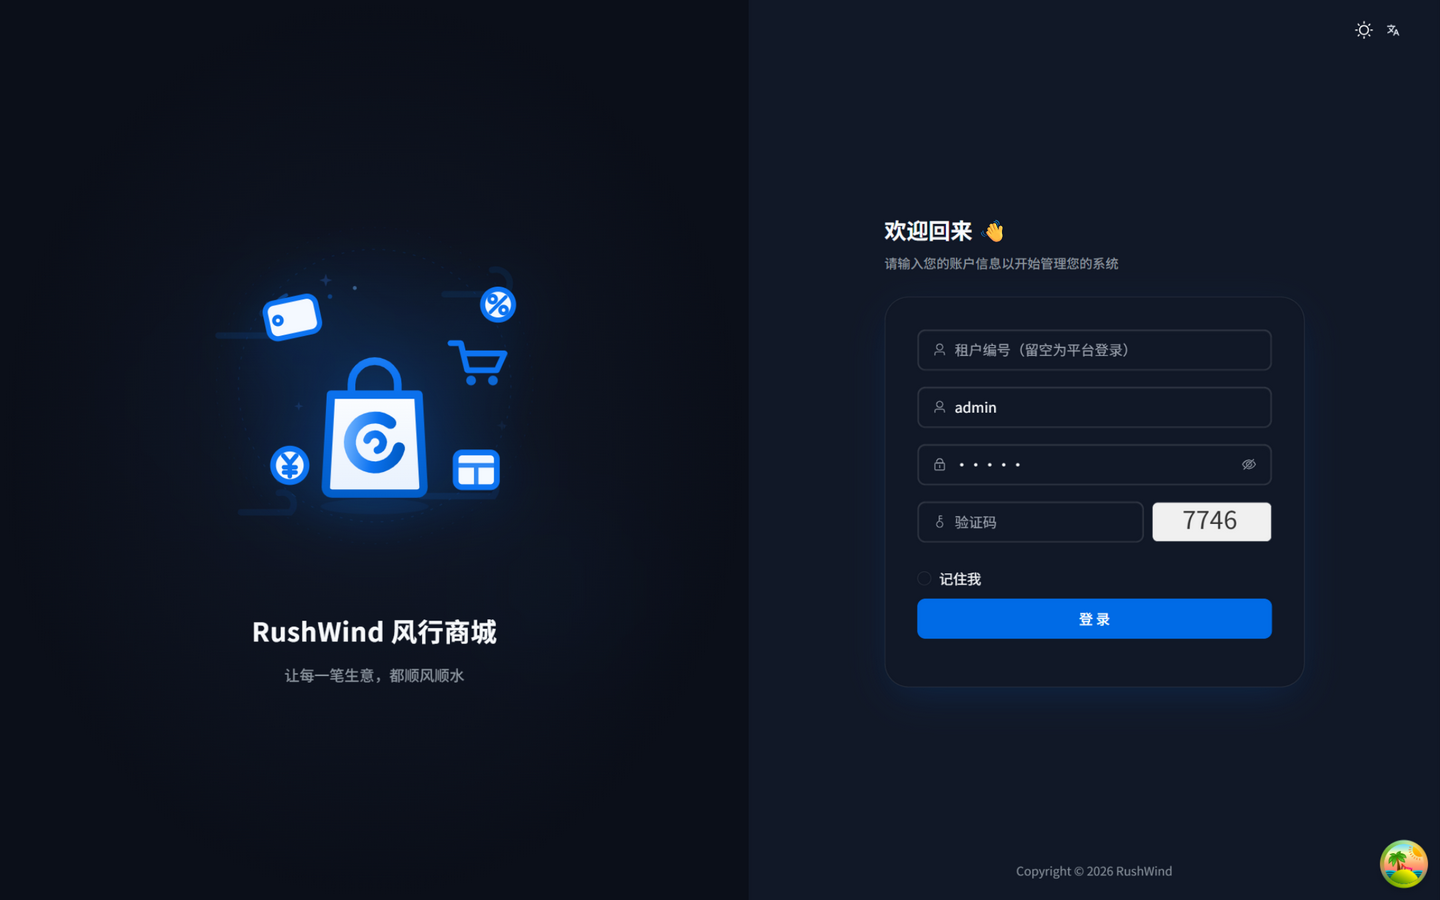 RushWind 风行商城
让每一笔生意，都顺风顺水
欢迎回来 👋
请输入您的账户信息以开始管理您的系统
租户编号（留空为平台登录）
admin
•••••
验证码
7746
记住我
登录
Copyright © 2026 RushWind